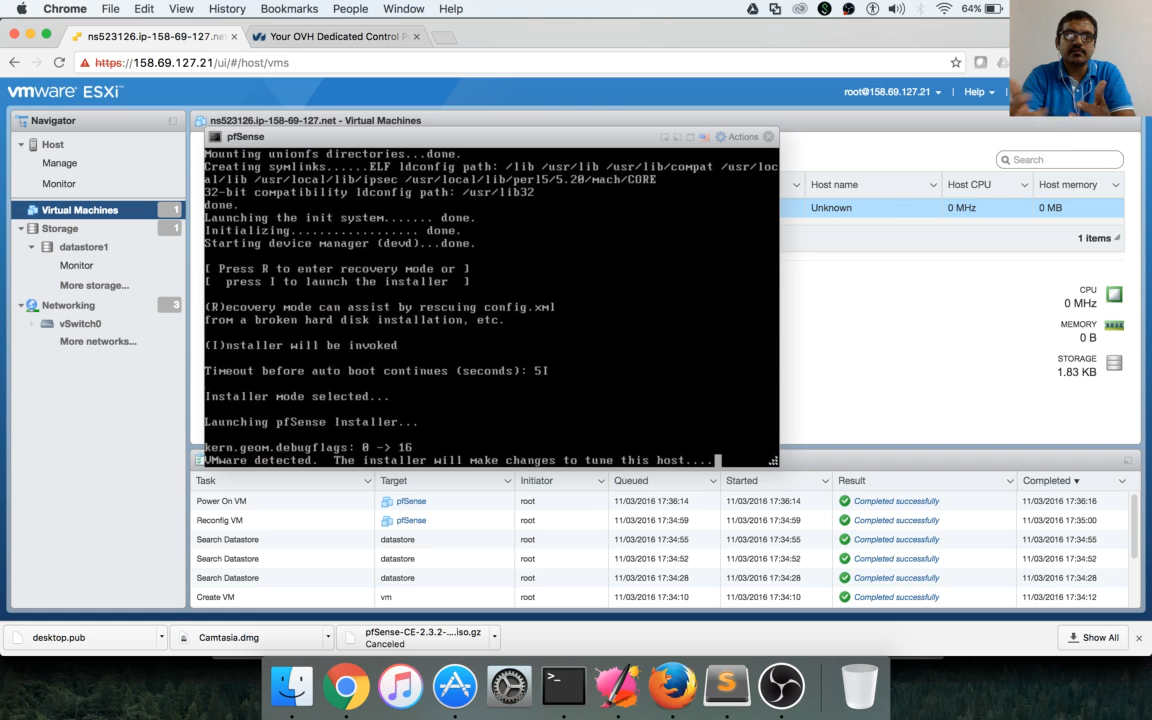 Chrome File Edit View History Bookmarks People Window Help 64%
ns523126.ip-158-69-127.ne Your OVH Dedicated Control
https://158.69.127.21/ui/#/host/vms
vmware ESXi root@158.69.127.21 Help
Navigator
Host
Manage
Monitor
Virtual Machines 1
Storage 1
datastore1
Monitor
More storage...
Networking 3
vSwitch0
More networks...
ns523126.ip-158-69-127.net - Virtual Machines
pfSense Actions
Mounting unionfs directories...done.
Creating symlinks......ELF ldconfig path: /lib /usr/lib /usr/lib/compat /usr/loc
al/lib /usr/local/lib/ipsec /usr/local/lib/perl5/5.20/mach/CORE
32-bit compatibility ldconfig path: /usr/lib32
done.
Launching the init system....... done.
Initializing.................. done.
Starting device manager (devd)...done.
[ Press R to enter recovery mode or ]
[ press I to launch the installer ]
(R)ecovery mode can assist by rescuing config.xml
from a broken hard disk installation, etc.
(I)nstaller will be invoked
Timeout before auto boot continues (seconds): 5I
Installer mode selected...
Launching pfSense Installer...
kern.geom.debugflags: 0 -> 16
VMware detected. The installer will make changes to tune this host....
Search
Host name Host CPU Host memory
Unknown 0 MHz 0 MB
1 items
CPU
0 MHz
MEMORY
0 B
STORAGE
1.83 KB
Task Target Initiator Queued Started Result Completed
Power On VM pfSense root 11/03/2016 17:36:14 11/03/2016 17:36:14 Completed successfully 11/03/2016 17:36:16
Reconfig VM pfSense root 11/03/2016 17:34:59 11/03/2016 17:34:59 Completed successfully 11/03/2016 17:35:00
Search Datastore datastore1 root 11/03/2016 17:34:55 11/03/2016 17:34:55 Completed successfully 11/03/2016 17:34:55
Search Datastore datastore1 root 11/03/2016 17:34:52 11/03/2016 17:34:52 Completed successfully 11/03/2016 17:34:52
Search Datastore datastore1 root 11/03/2016 17:34:28 11/03/2016 17:34:28 Completed successfully 11/03/2016 17:34:28
Create VM vm root 11/03/2016 17:34:10 11/03/2016 17:34:10 Completed successfully 11/03/2016 17:34:12
desktop.pub
Camtasia.dmg
pfSense-CE-2.3.2-....iso.gz
Canceled
Show All